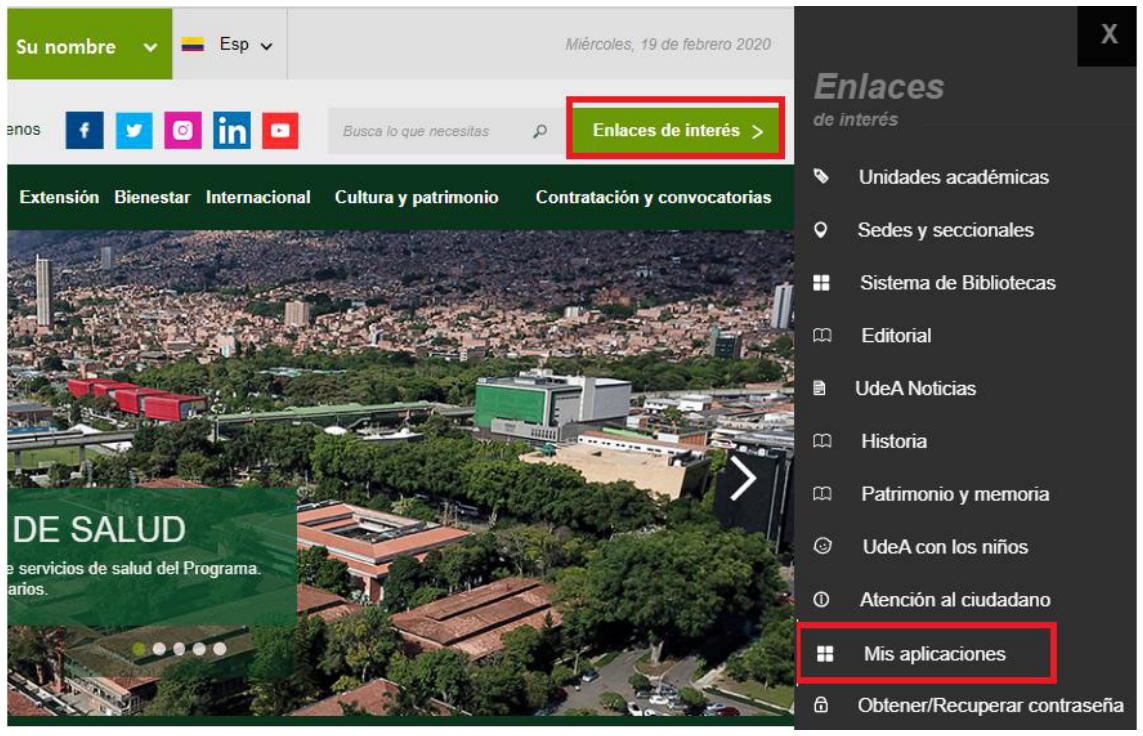 Su nombre
Esp
Miércoles, 19 de febrero 2020
enos
Busca lo que necesitas
Enlaces de interés >
Extensión Bienestar Internacional Cultura y patrimonio Contratación y convocatorias
DE SALUD
e servicios de salud del Programa.
arios.
X
Enlaces
de interés
Unidades académicas
Sedes y seccionales
Sistema de Bibliotecas
Editorial
UdeA Noticias
Historia
Patrimonio y memoria
UdeA con los niños
Atención al ciudadano
Mis aplicaciones
Obtener/Recuperar contraseña